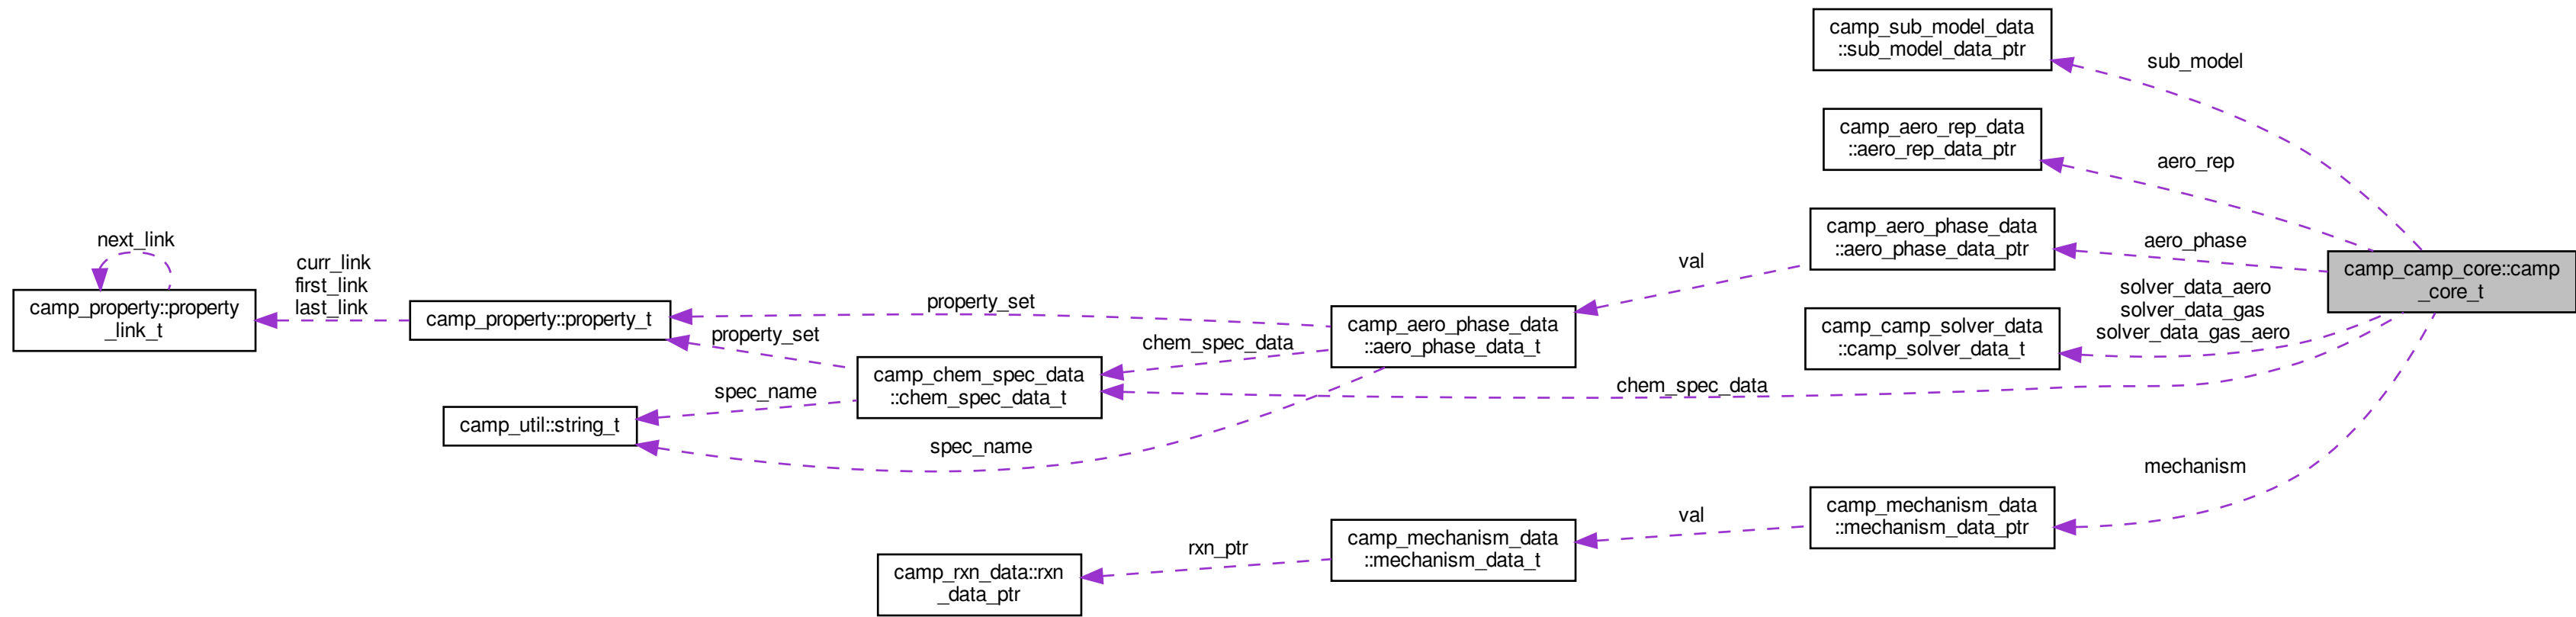 camp_sub_model_data
::sub_model_data_ptr
sub_model
camp_aero_rep_data
::aero_rep_data_ptr
aero_rep
camp_aero_phase_data
::aero_phase_data_ptr
aero_phase
camp_camp_core::camp
_core_t
next_link
curr_link
first_link
last_link
val
solver_data_aero
solver_data_gas
solver_data_gas_aero
camp_property::property
_link_t
camp_property::property_t
property_set
property_set
camp_aero_phase_data
::aero_phase_data_t
camp_camp_solver_data
::camp_solver_data_t
chem_spec_data
camp_chem_spec_data
::chem_spec_data_t
chem_spec_data
spec_name
camp_util::string_t
spec_name
mechanism
camp_mechanism_data
::mechanism_data_ptr
val
camp_mechanism_data
::mechanism_data_t
rxn_ptr
camp_rxn_data::rxn
_data_ptr